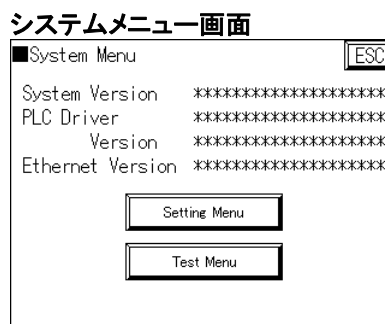 システムメニュー画面
■System Menu ESC
System Version ********************
PLC Driver ********************
Version ********************
Ethernet Version ********************
Setting Menu
Test Menu